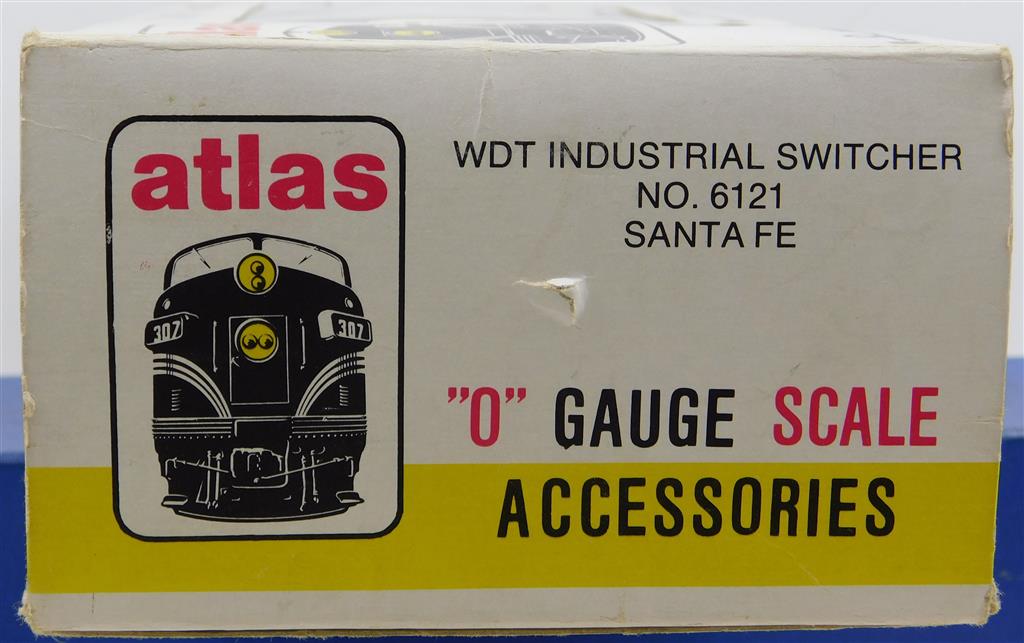 atlas
307 307
WDT INDUSTRIAL SWITCHER
NO. 6121
SANTA FE
"O" GAUGE SCALE
ACCESSORIES